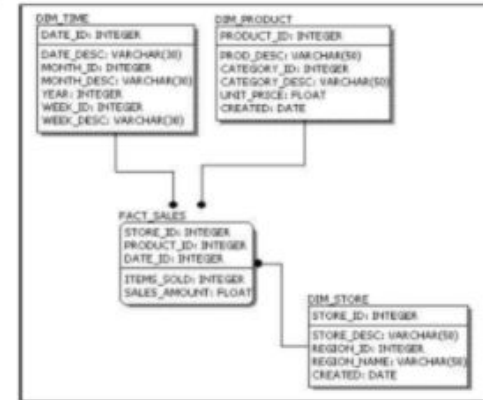 DIM_TIME
DATE_ID: INTEGER
DATE_DESC: VARCHAR(30)
MONTH_ID: INTEGER
MONTH_DESC: VARCHAR(30)
YEAR: INTEGER
WEEK_ID: INTEGER
WEEK_DESC: VARCHAR(30)
DIM_PRODUCT
PRODUCT_ID: INTEGER
PROD_DESC: VARCHAR(50)
CATEGORY_ID: INTEGER
CATEGORY_DESC: VARCHAR(50)
UNIT_PRICE: FLOAT
CREATED: DATE
FACT_SALES
STORE_ID: INTEGER
PRODUCT_ID: INTEGER
DATE_ID: INTEGER
ITEMS_SOLD: INTEGER
SALES_AMOUNT: FLOAT
DIM_STORE
STORE_ID: INTEGER
STORE_DESC: VARCHAR(50)
REGION_ID: INTEGER
REGION_NAME: VARCHAR(50)
CREATED: DATE